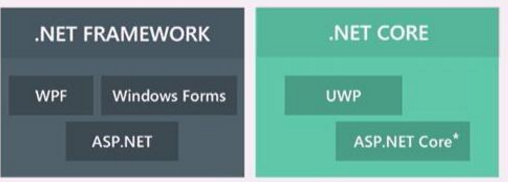 .NET FRAMEWORK
WPF
Windows Forms
ASP.NET
.NET CORE
UWP
ASP.NET Core*